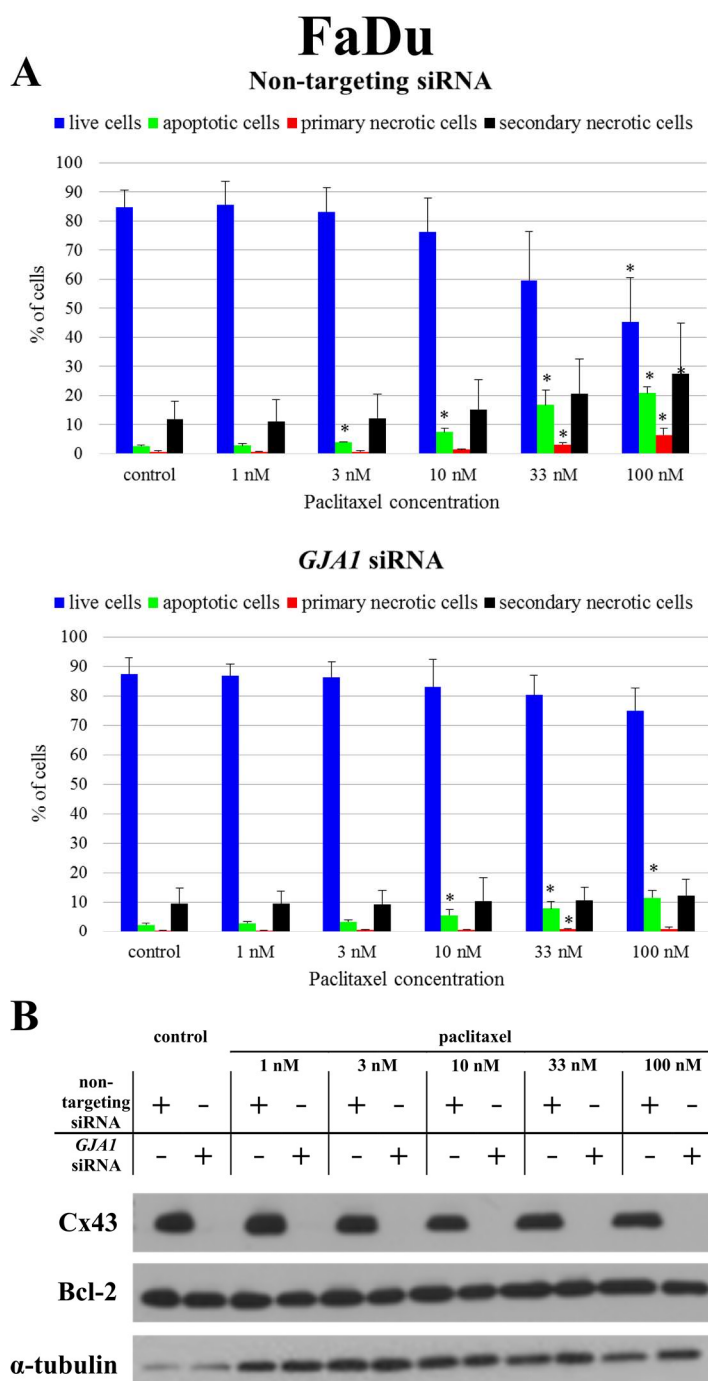 FaDu
A
Non-targeting siRNA
live cells apoptotic cells primary necrotic cells secondary necrotic cells
100
90
80
70
60
50
40
30
20
10
0
% of cells
*
* * * *
* *
*
control 1 nM 3 nM 10 nM 33 nM 100 nM
Paclitaxel concentration
GJA1 siRNA
live cells apoptotic cells primary necrotic cells secondary necrotic cells
100
90
80
70
60
50
40
30
20
10
0
% of cells
* * *
*
control 1 nM 3 nM 10 nM 33 nM 100 nM
Paclitaxel concentration
B
control paclitaxel
1 nM 3 nM 10 nM 33 nM 100 nM
non-
targeting
siRNA
+ - + - + - + - + - + -
GJA1
siRNA
- + - + - + - + - + - +
Cx43
Bcl-2
α-tubulin